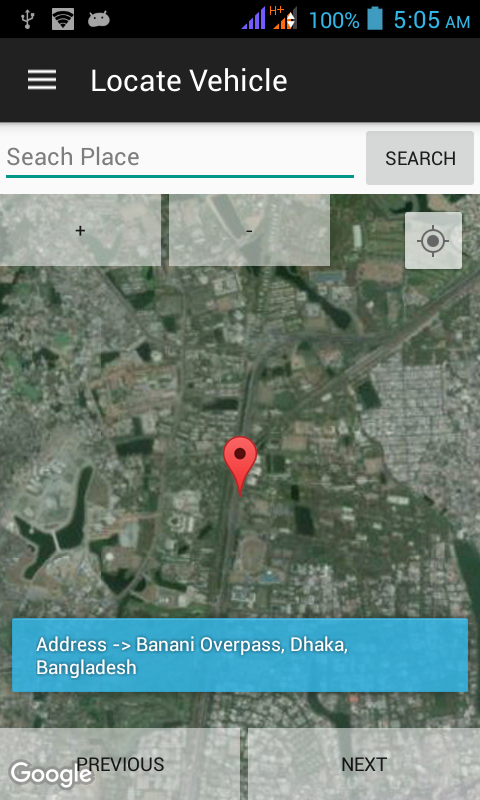 H+ 100% 5:05 AM
Locate Vehicle
Seach Place
SEARCH
+ -
Address -> Banani Overpass, Dhaka,
Bangladesh
PREVIOUS NEXT
Google